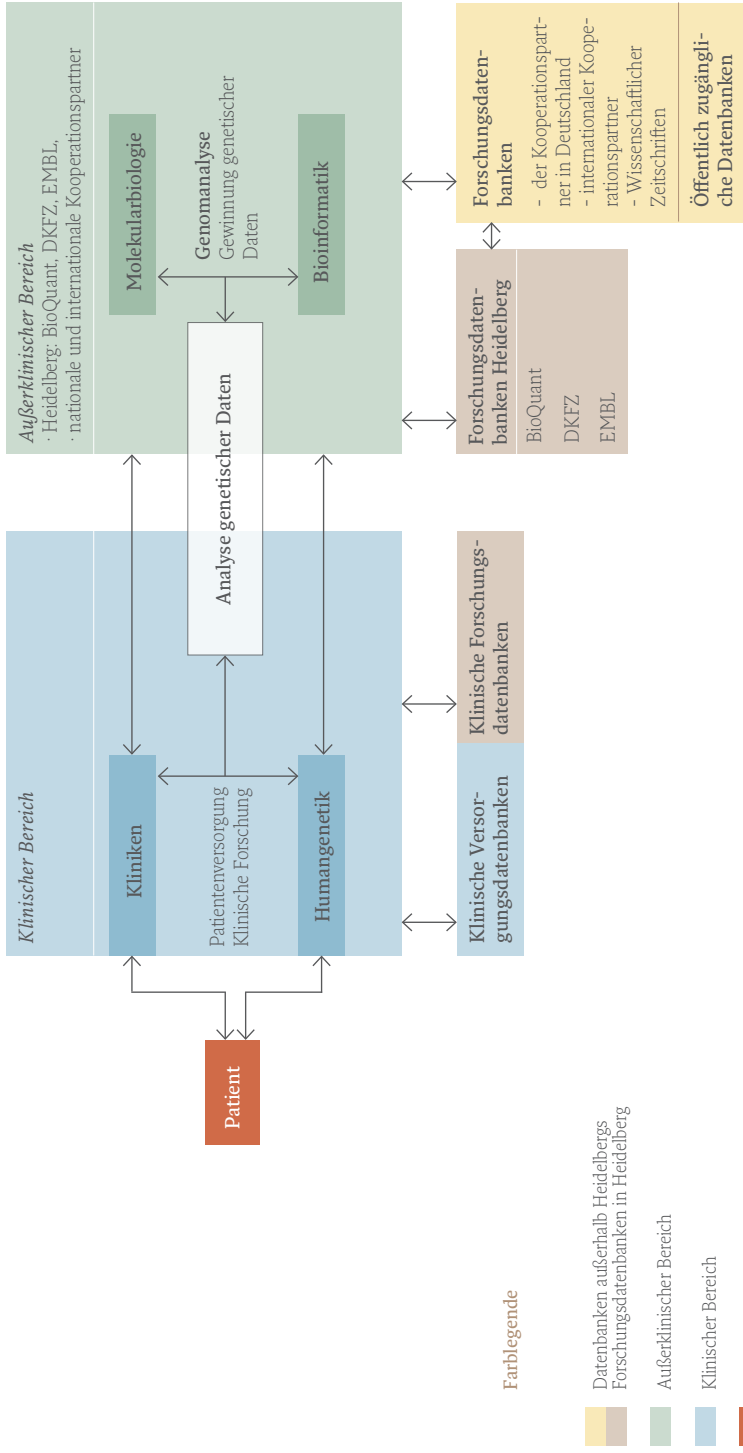 Klinischer Bereich
Außerklinischer Bereich
· Heidelberg: BioQuant, DKFZ, EMBL,
· nationale und internationale Kooperationspartner
Patient
Kliniken
Patientenversorgung
Klinische Forschung
Humangenetik
Analyse genetischer Daten
Molekularbiologie
Genomanalyse
Gewinnung genetischer
Daten
Bioinformatik
Klinische Versor-
gungsdatenbanken
Klinische Forschungs-
datenbanken
Forschungsdaten-
banken Heidelberg
BioQuant
DKFZ
EMBL
Forschungsdaten-
banken
- der Kooperationspart-
ner in Deutschland
- internationaler Koope-
rationspartner
- Wissenschaftlicher
Zeitschriften
Öffentlich zugängli-
che Datenbanken
Farblegende
Datenbanken außerhalb Heidelbergs
Forschungsdatenbanken in Heidelberg
Außerklinischer Bereich
Klinischer Bereich